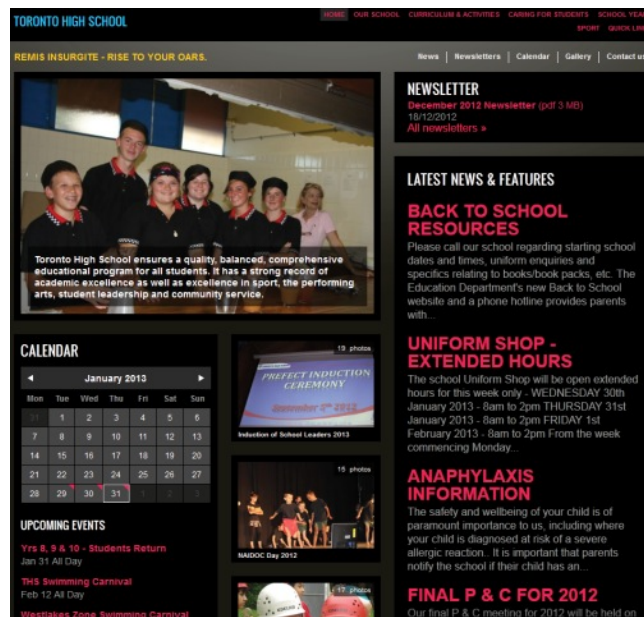 TORONTO HIGH SCHOOL
HOME OUR SCHOOL CURRICULUM & ACTIVITIES CARING FOR STUDENTS SCHOOL YEAR
SPORT QUICK LIN
REMIS INSURGITE - RISE TO YOUR OARS.
News | Newsletters | Calendar | Gallery | Contact us
Toronto High School ensures a quality, balanced, comprehensive
educational program for all students. It has a strong record of
academic excellence as well as excellence in sport, the performing
arts, student leadership and community service.
NEWSLETTER
December 2012 Newsletter (pdf 3 MB)
18/12/2012
All newsletters »
LATEST NEWS & FEATURES
BACK TO SCHOOL
RESOURCES
Please call our school regarding starting school
dates and times, uniform enquiries and
specifics relating to books/book packs, etc. The
Education Department's new Back to School
website and a phone hotline provides parents
with...
UNIFORM SHOP -
EXTENDED HOURS
The school Uniform Shop will be open extended
hours for this week only - WEDNESDAY 30th
January 2013 - 8am to 2pm THURSDAY 31st
January 2013 - 8am to 2pm FRIDAY 1st
February 2013 - 8am to 2pm From the week
commencing Monday...
ANAPHYLAXIS
INFORMATION
The safety and wellbeing of your child is of
paramount importance to us, including where
your child is diagnosed at risk of a severe
allergic reaction.. It is important that parents
notify the school if their child has an...
FINAL P & C FOR 2012
Our final P & C meeting for 2012 will be held on
CALENDAR
January 2013
Mon Tue Wed Thu Fri Sat Sun
31 1 2 3 4 5 6
7 8 9 10 11 12 13
14 15 16 17 18 19 20
21 22 23 24 25 26 27
28 29 30 31 1 2 3
UPCOMING EVENTS
Yrs 8, 9 & 10 - Students Return
Jan 31 All Day
THS Swimming Carnival
Feb 12 All Day
Westlakes Zone Swimming Carnival
19 photos
PREFECT INDUCTION
CEREMONY
2012
Induction of School Leaders 2013
15 photos
NAIDOC Day 2012
17 photos